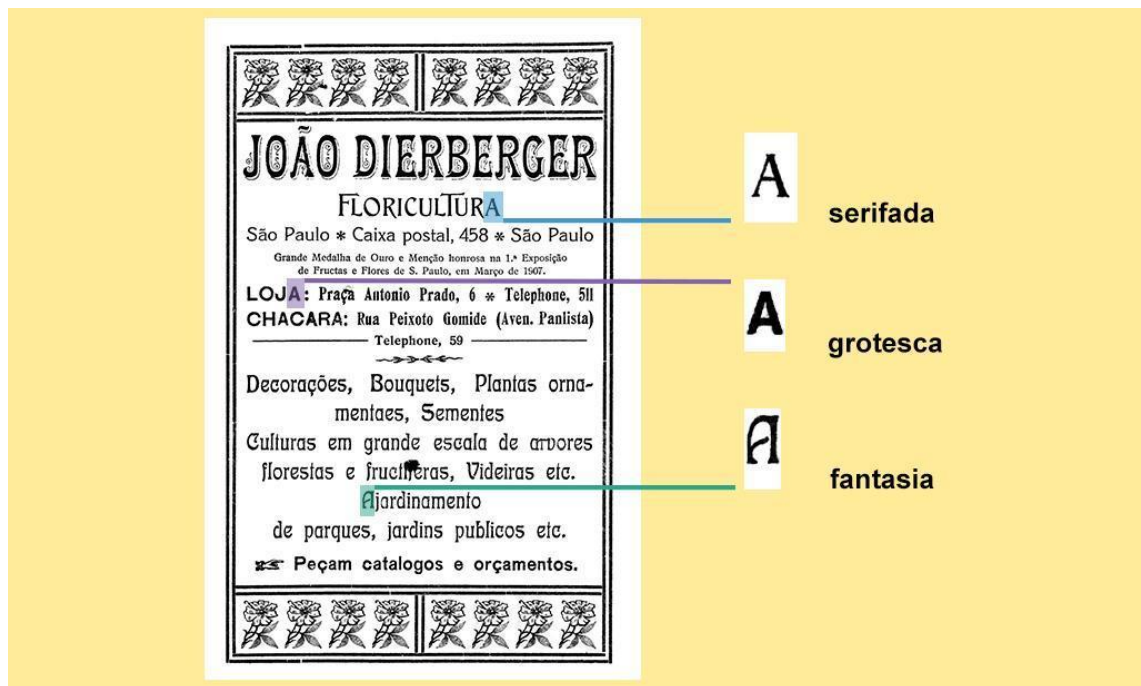 JOÃO DIERBERGER
FLORICULTURA
São Paulo * Caixa postal, 458 * São Paulo
Grande Medalha de Ouro e Menção honrosa na 1.ª Exposição
de Fructas e Flores de S. Paulo, em Março de 1907.
LOJA: Praça Antonio Prado, 6 * Telephone, 511
CHACARA: Rua Peixoto Gomide (Aven. Panlista)
Telephone, 59
Decorações, Bouquets, Plantas orna-
mentaes, Sementes
Culturas em grande escala de arvores
florestas e fructiferas, Videiras etc.
Ajardinamento
de parques, jardins publicos etc.
Peçam catalogos e orçamentos.
A
serifada
A
grotesca
A
fantasia